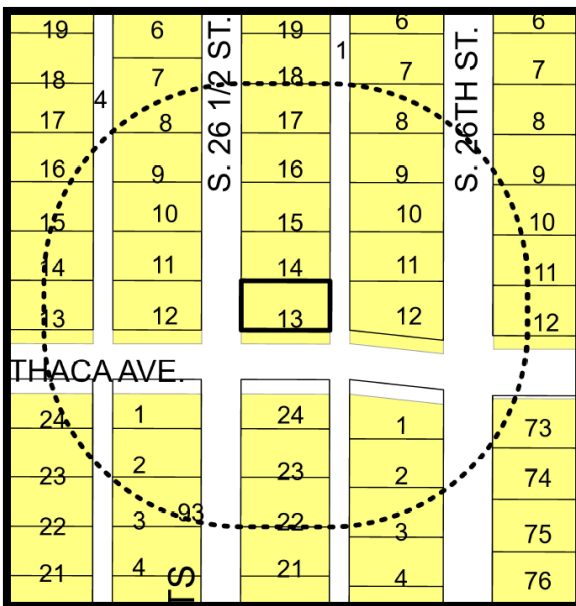 19 6 S. 26 1/2 ST. 19 1 6 S. 26TH ST. 6
18 7 18 7 7
4
17 8 17 8 8
16 9 16 9 9
15 10 15 10 10
14 11 14 11 11
13 12 13 12 12
THACA AVE.
24 1 24 1 73
23 2 23 2 74
22 3 93 22 3 75
21 4 TS 21 4 76